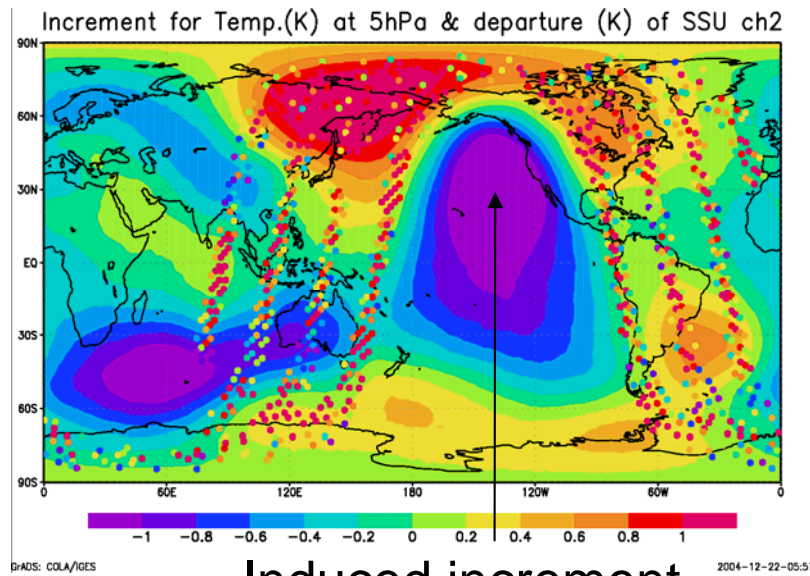 Increment for Temp.(K) at 5hPa & departure (K) of SSU ch2
90N
60N
30N
EQ
30S
60S
90S
0 60E 120E 180 120W 60W 0
-1 -0.8 -0.6 -0.4 -0.2 0 0.2 0.4 0.6 0.8 1
GrADS: COLA/IGES
Induced increment